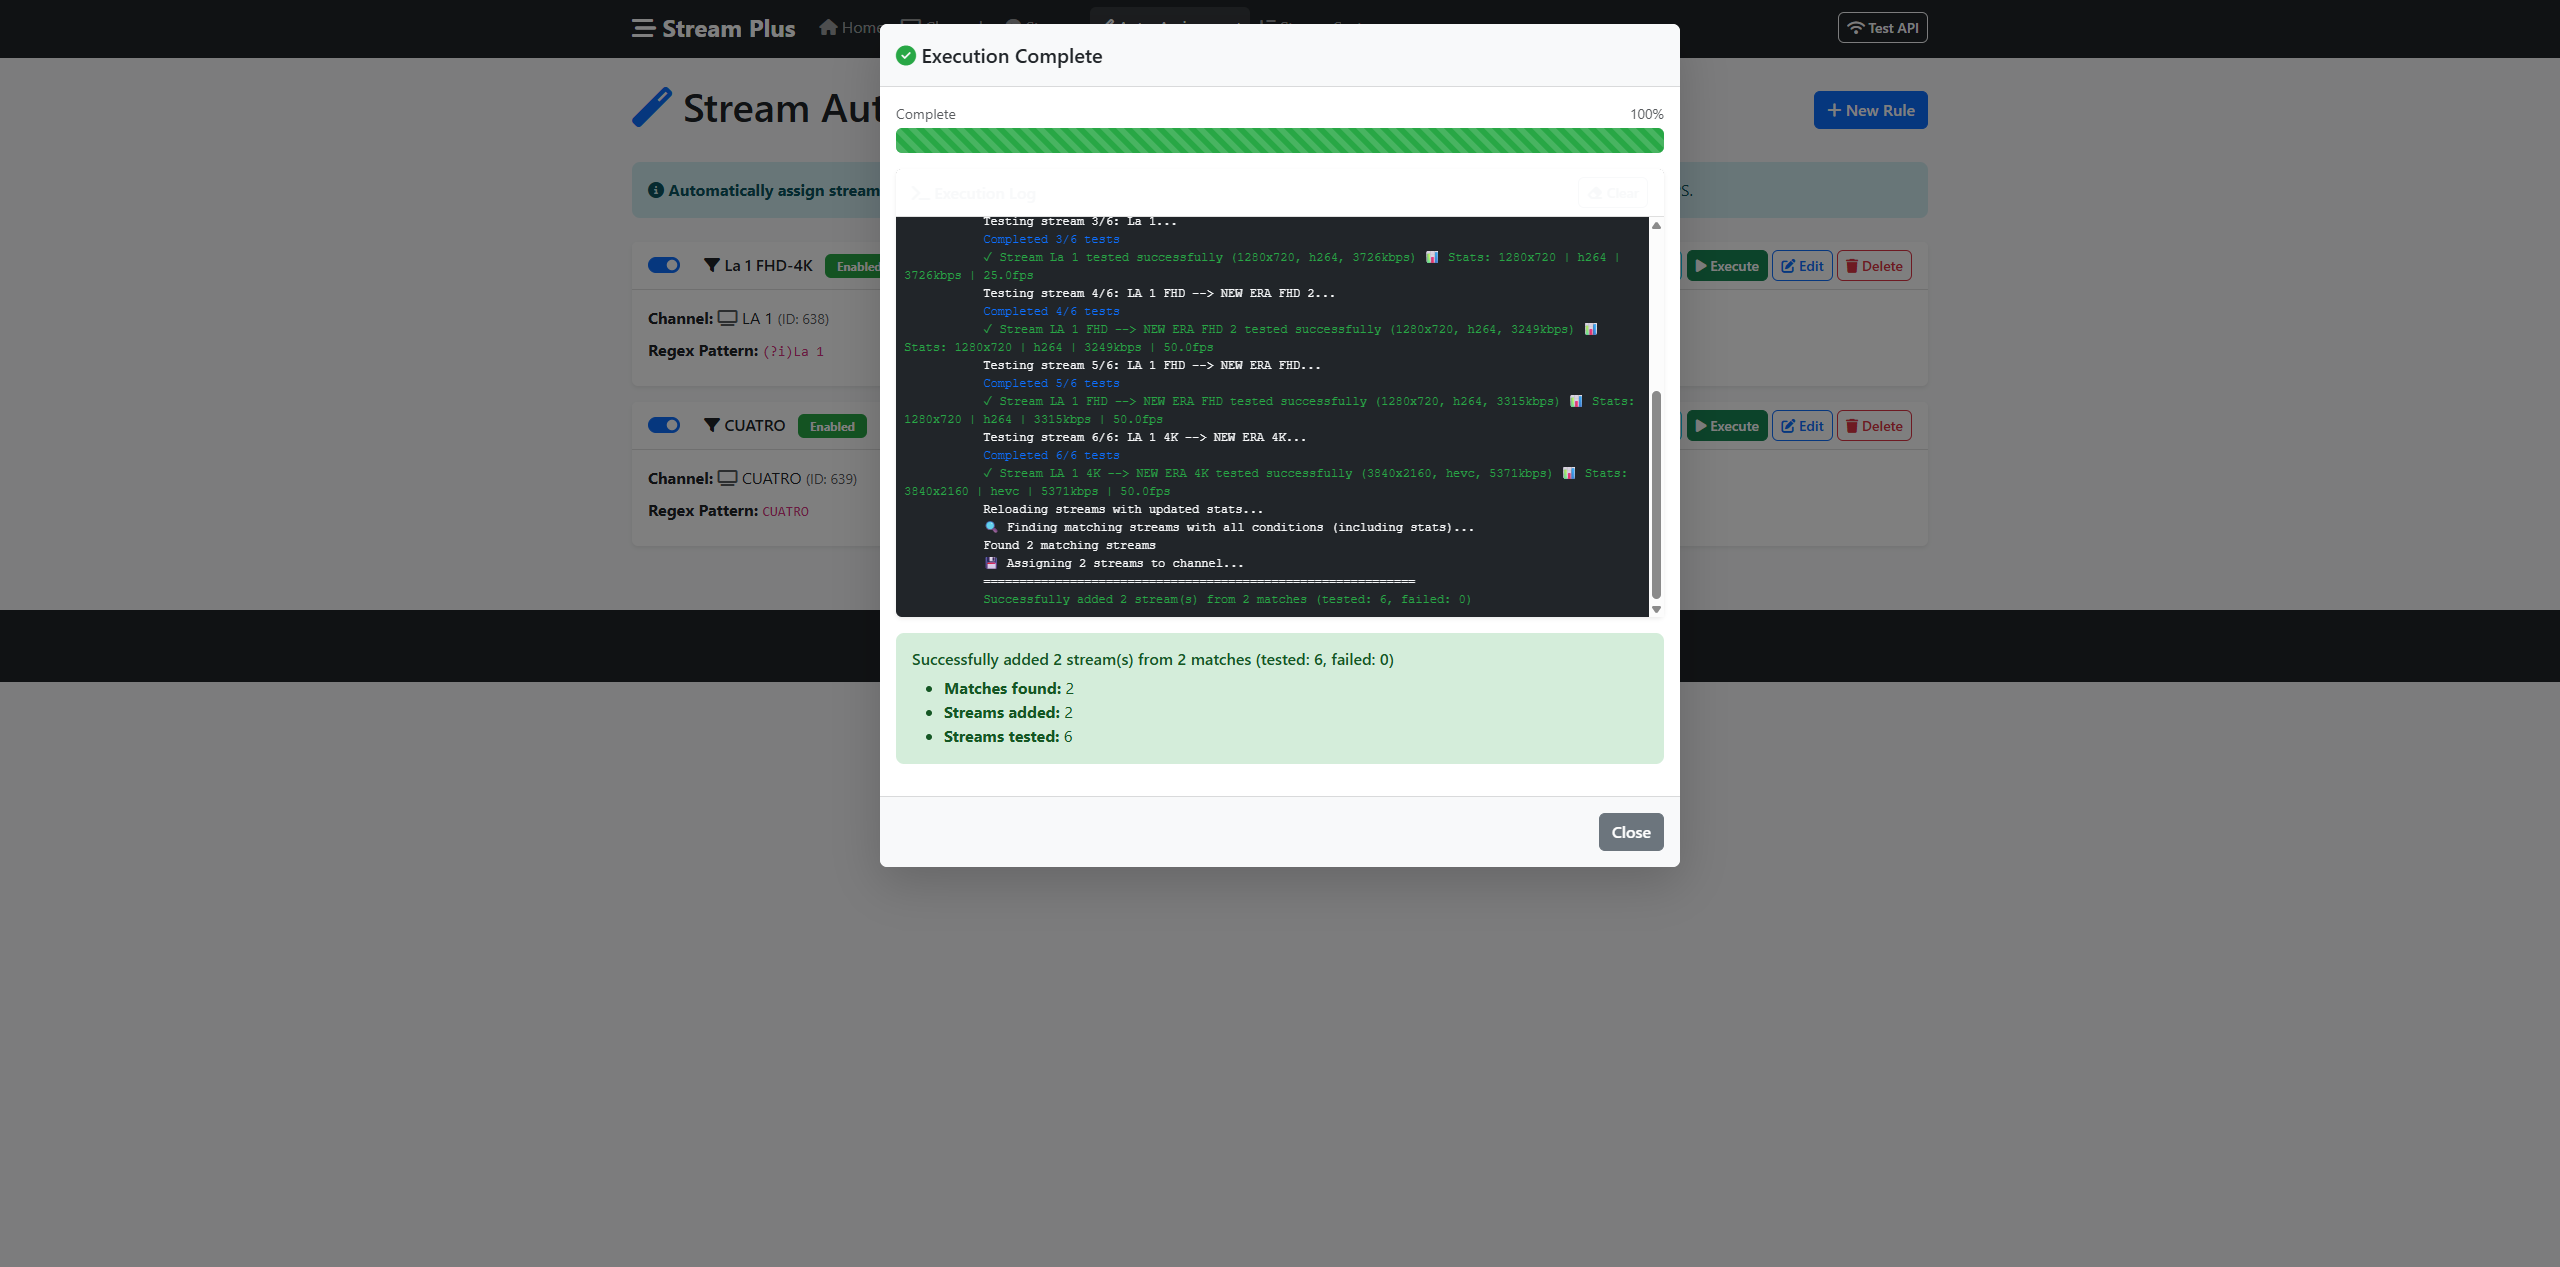 Stream Plus
Home
Test API
Execution Complete
Stream Aut
New Rule
Complete
100%
Automatically assign stream
s.
Execution Log
Clear
Testing stream 3/6: La 1...
Completed 3/6 tests
✓ Stream La 1 tested successfully (1280x720, h264, 3726kbps) 📊 Stats: 1280x720 | h264 |
3726kbps | 25.0fps
Testing stream 4/6: LA 1 FHD --> NEW ERA FHD 2...
Completed 4/6 tests
✓ Stream LA 1 FHD --> NEW ERA FHD 2 tested successfully (1280x720, h264, 3249kbps) 📊
Stats: 1280x720 | h264 | 3249kbps | 50.0fps
Testing stream 5/6: LA 1 FHD --> NEW ERA FHD...
Completed 5/6 tests
✓ Stream LA 1 FHD --> NEW ERA FHD tested successfully (1280x720, h264, 3315kbps) 📊 Stats:
1280x720 | h264 | 3315kbps | 50.0fps
Testing stream 6/6: LA 1 4K --> NEW ERA 4K...
Completed 6/6 tests
✓ Stream LA 1 4K --> NEW ERA 4K tested successfully (3840x2160, hevc, 5371kbps) 📊 Stats:
3840x2160 | hevc | 5371kbps | 50.0fps
Reloading streams with updated stats...
🔍 Finding matching streams with all conditions (including stats)...
Found 2 matching streams
💾 Assigning 2 streams to channel...
============================================================
Successfully added 2 stream(s) from 2 matches (tested: 6, failed: 0)
La 1 FHD-4K
Enabled
Execute
Edit
Delete
Channel: LA 1 (ID: 638)
Regex Pattern: (?i)La 1
CUATRO
Enabled
Execute
Edit
Delete
Channel: CUATRO (ID: 639)
Regex Pattern: CUATRO
Successfully added 2 stream(s) from 2 matches (tested: 6, failed: 0)
Matches found: 2
Streams added: 2
Streams tested: 6
Close